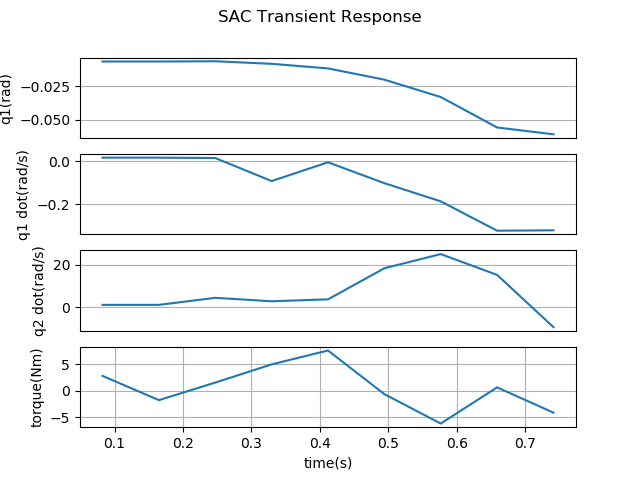 SAC Transient Response
q1(rad)
−0.025
−0.050
q1 dot(rad/s)
0.0
−0.2
q2 dot(rad/s)
20
0
torque(Nm)
5
0
−5
0.1 0.2 0.3 0.4 0.5 0.6 0.7
time(s)